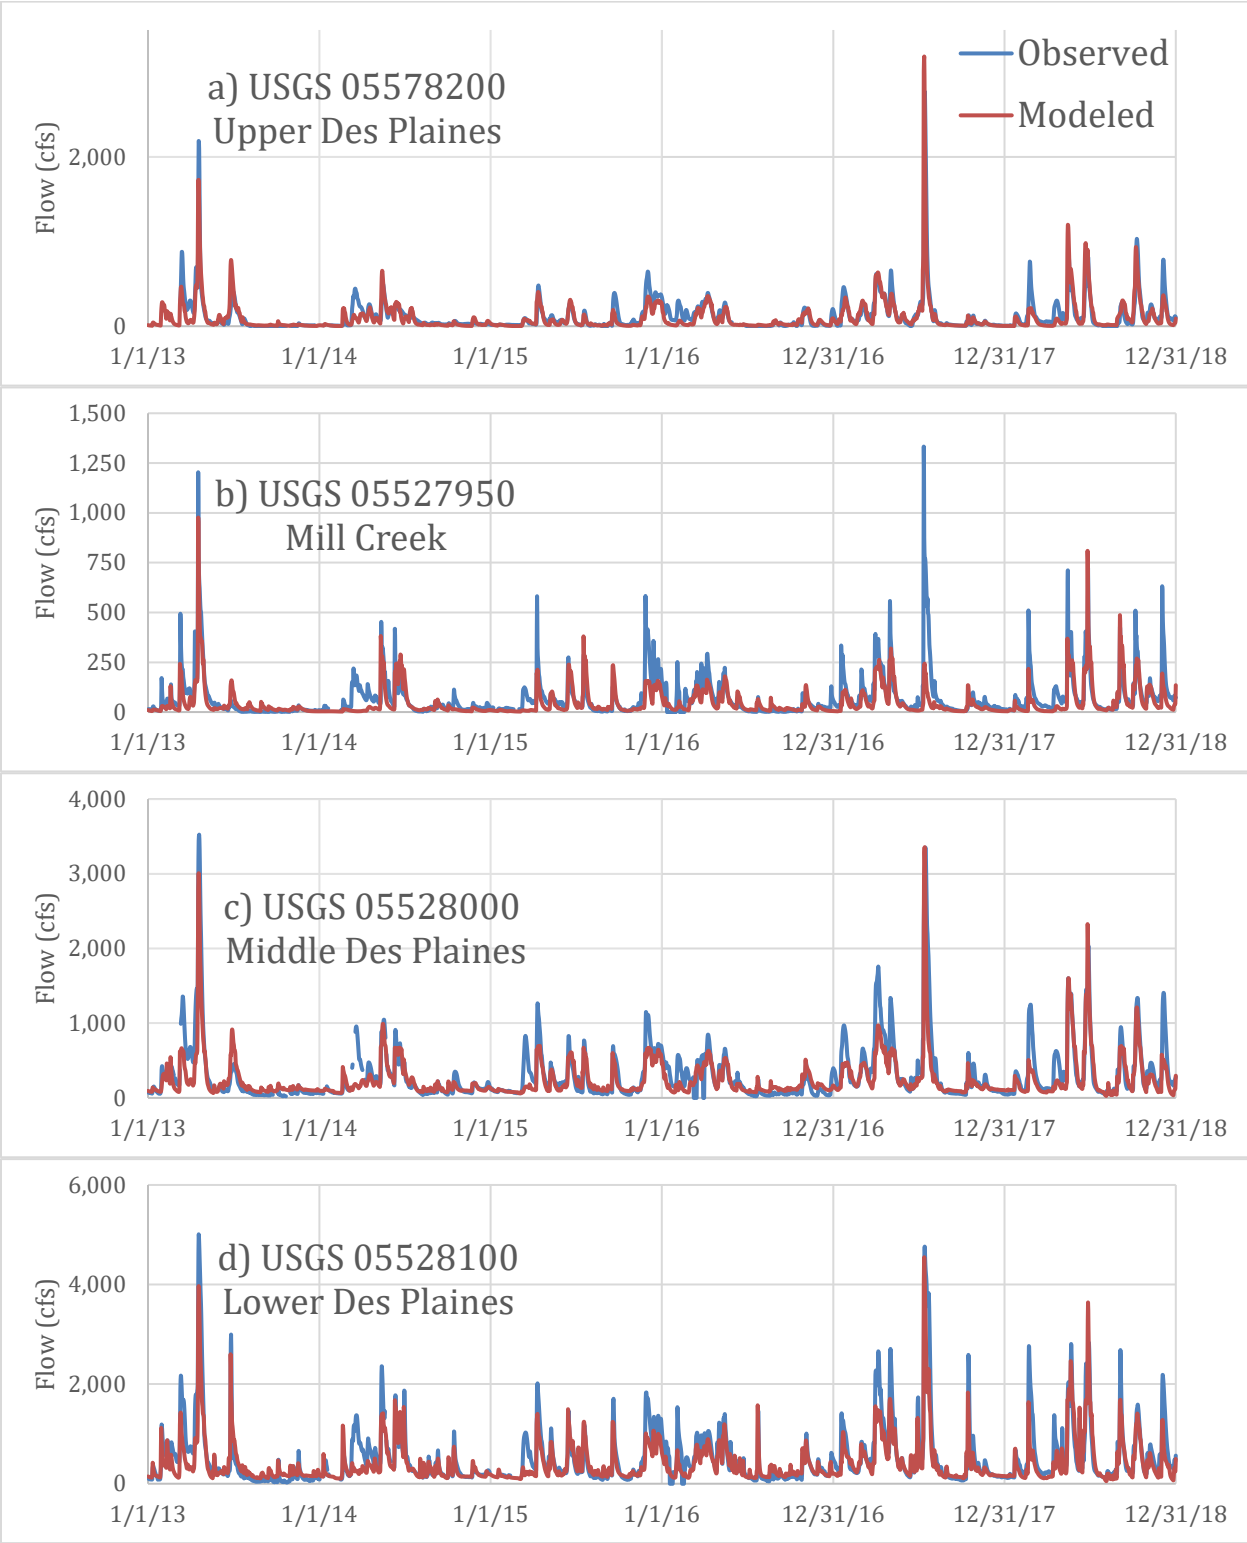 Observed
Modeled
a) USGS 05578200
Upper Des Plaines
Flow (cfs)
2,000
0
1/1/13 1/1/14 1/1/15 1/1/16 12/31/16 12/31/17 12/31/18
1,500
1,250
1,000
750
500
250
0
b) USGS 05527950
Mill Creek
Flow (cfs)
1/1/13 1/1/14 1/1/15 1/1/16 12/31/16 12/31/17 12/31/18
4,000
3,000
2,000
1,000
0
c) USGS 05528000
Middle Des Plaines
Flow (cfs)
1/1/13 1/1/14 1/1/15 1/1/16 12/31/16 12/31/17 12/31/18
6,000
4,000
2,000
0
d) USGS 05528100
Lower Des Plaines
Flow (cfs)
1/1/13 1/1/14 1/1/15 1/1/16 12/31/16 12/31/17 12/31/18